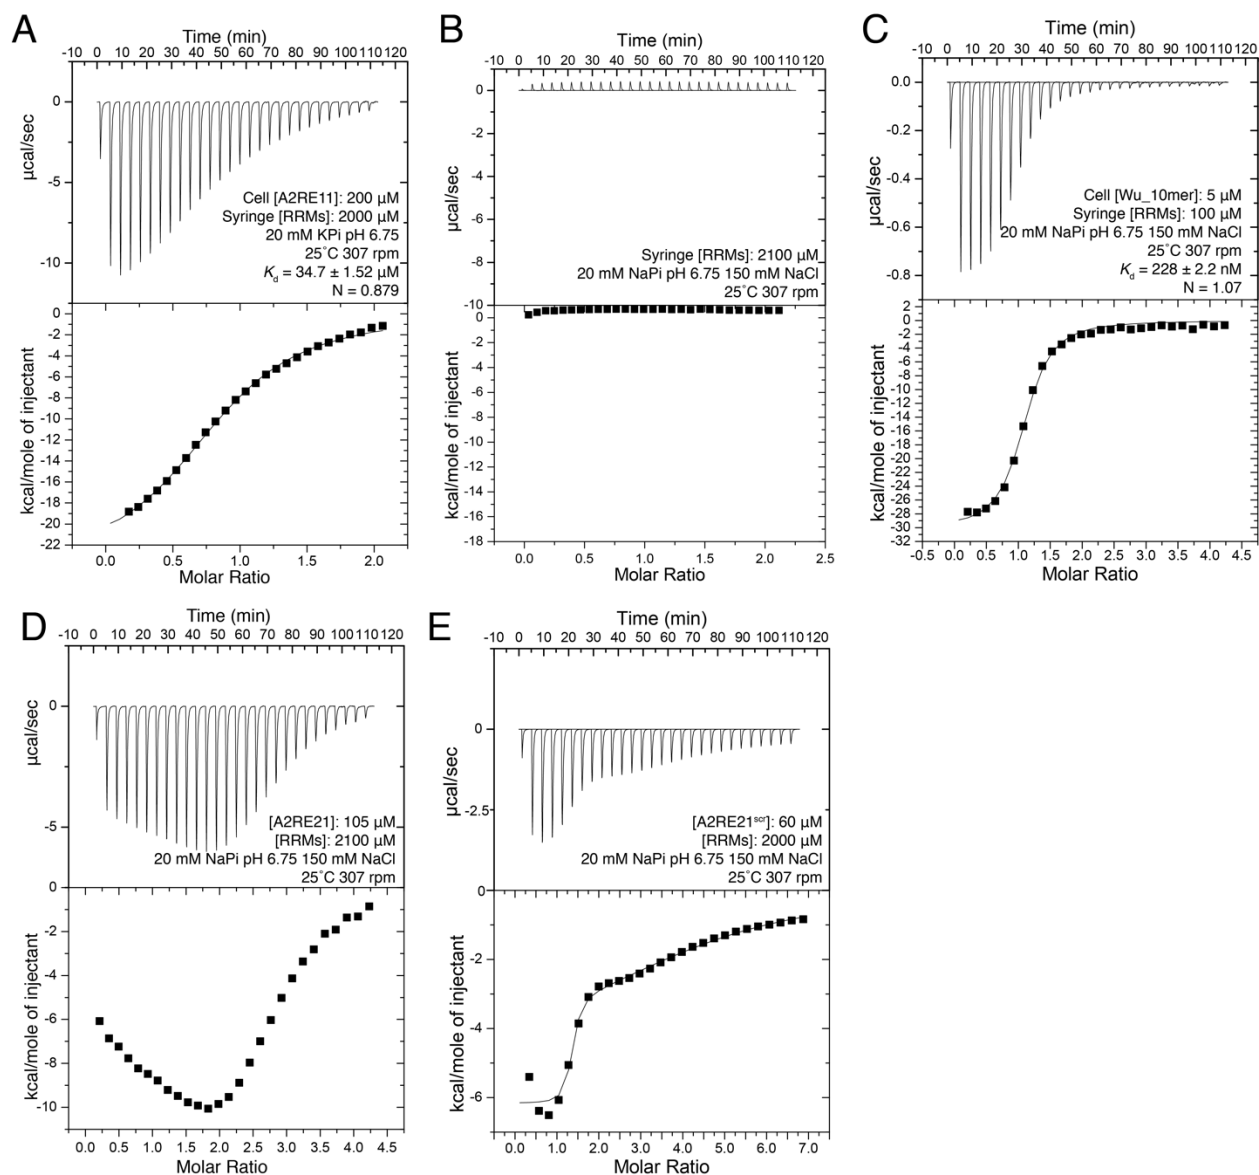 A
Time (min)
-10 0 10 20 30 40 50 60 70 80 90 100 110 120
0
-5
-10
µcal/sec
Cell [A2RE11]: 200 µM
Syringe [RRMs]: 2000 µM
20 mM KPi pH 6.75
25°C 307 rpm
Kd = 34.7 ± 1.52 µM
N = 0.879
0
-2
-4
-6
-8
-10
-12
-14
-16
-18
-20
-22
kcal/mole of injectant
0.0 0.5 1.0 1.5 2.0
Molar Ratio
B
Time (min)
-10 0 10 20 30 40 50 60 70 80 90 100 110 120
0
-2
-4
-6
-8
-10
µcal/sec
Syringe [RRMs]: 2100 µM
20 mM NaPi pH 6.75 150 mM NaCl
25°C 307 rpm
0
-2
-4
-6
-8
-10
-12
-14
-16
-18
kcal/mole of injectant
0.0 0.5 1.0 1.5 2.0 2.5
Molar Ratio
C
Time (min)
-10 0 10 20 30 40 50 60 70 80 90 100 110 120
0.0
-0.2
-0.4
-0.6
-0.8
µcal/sec
Cell [Wu_10mer]: 5 µM
Syringe [RRMs]: 100 µM
20 mM NaPi pH 6.75 150 mM NaCl
25°C 307 rpm
Kd = 228 ± 2.2 nM
N = 1.07
2
0
-2
-4
-6
-8
-10
-12
-14
-16
-18
-20
-22
-24
-26
-28
-30
-32
kcal/mole of injectant
-0.5 0.0 0.5 1.0 1.5 2.0 2.5 3.0 3.5 4.0 4.5
Molar Ratio
D
Time (min)
-10 0 10 20 30 40 50 60 70 80 90 100 110 120
0
-5
0
µcal/sec
[A2RE21]: 105 µM
[RRMs]: 2100 µM
20 mM NaPi pH 6.75 150 mM NaCl
25°C 307 rpm
-2
-4
-6
-8
-10
kcal/mole of injectant
0.0 0.5 1.0 1.5 2.0 2.5 3.0 3.5 4.0 4.5
Molar Ratio
E
Time (min)
-10 0 10 20 30 40 50 60 70 80 90 100 110 120
0
-2.5
0
µcal/sec
[A2RE21scr]: 60 µM
[RRMs]: 2000 µM
20 mM NaPi pH 6.75 150 mM NaCl
25°C 307 rpm
-2
-4
-6
kcal/mole of injectant
0.0 1.0 2.0 3.0 4.0 5.0 6.0 7.0
Molar Ratio